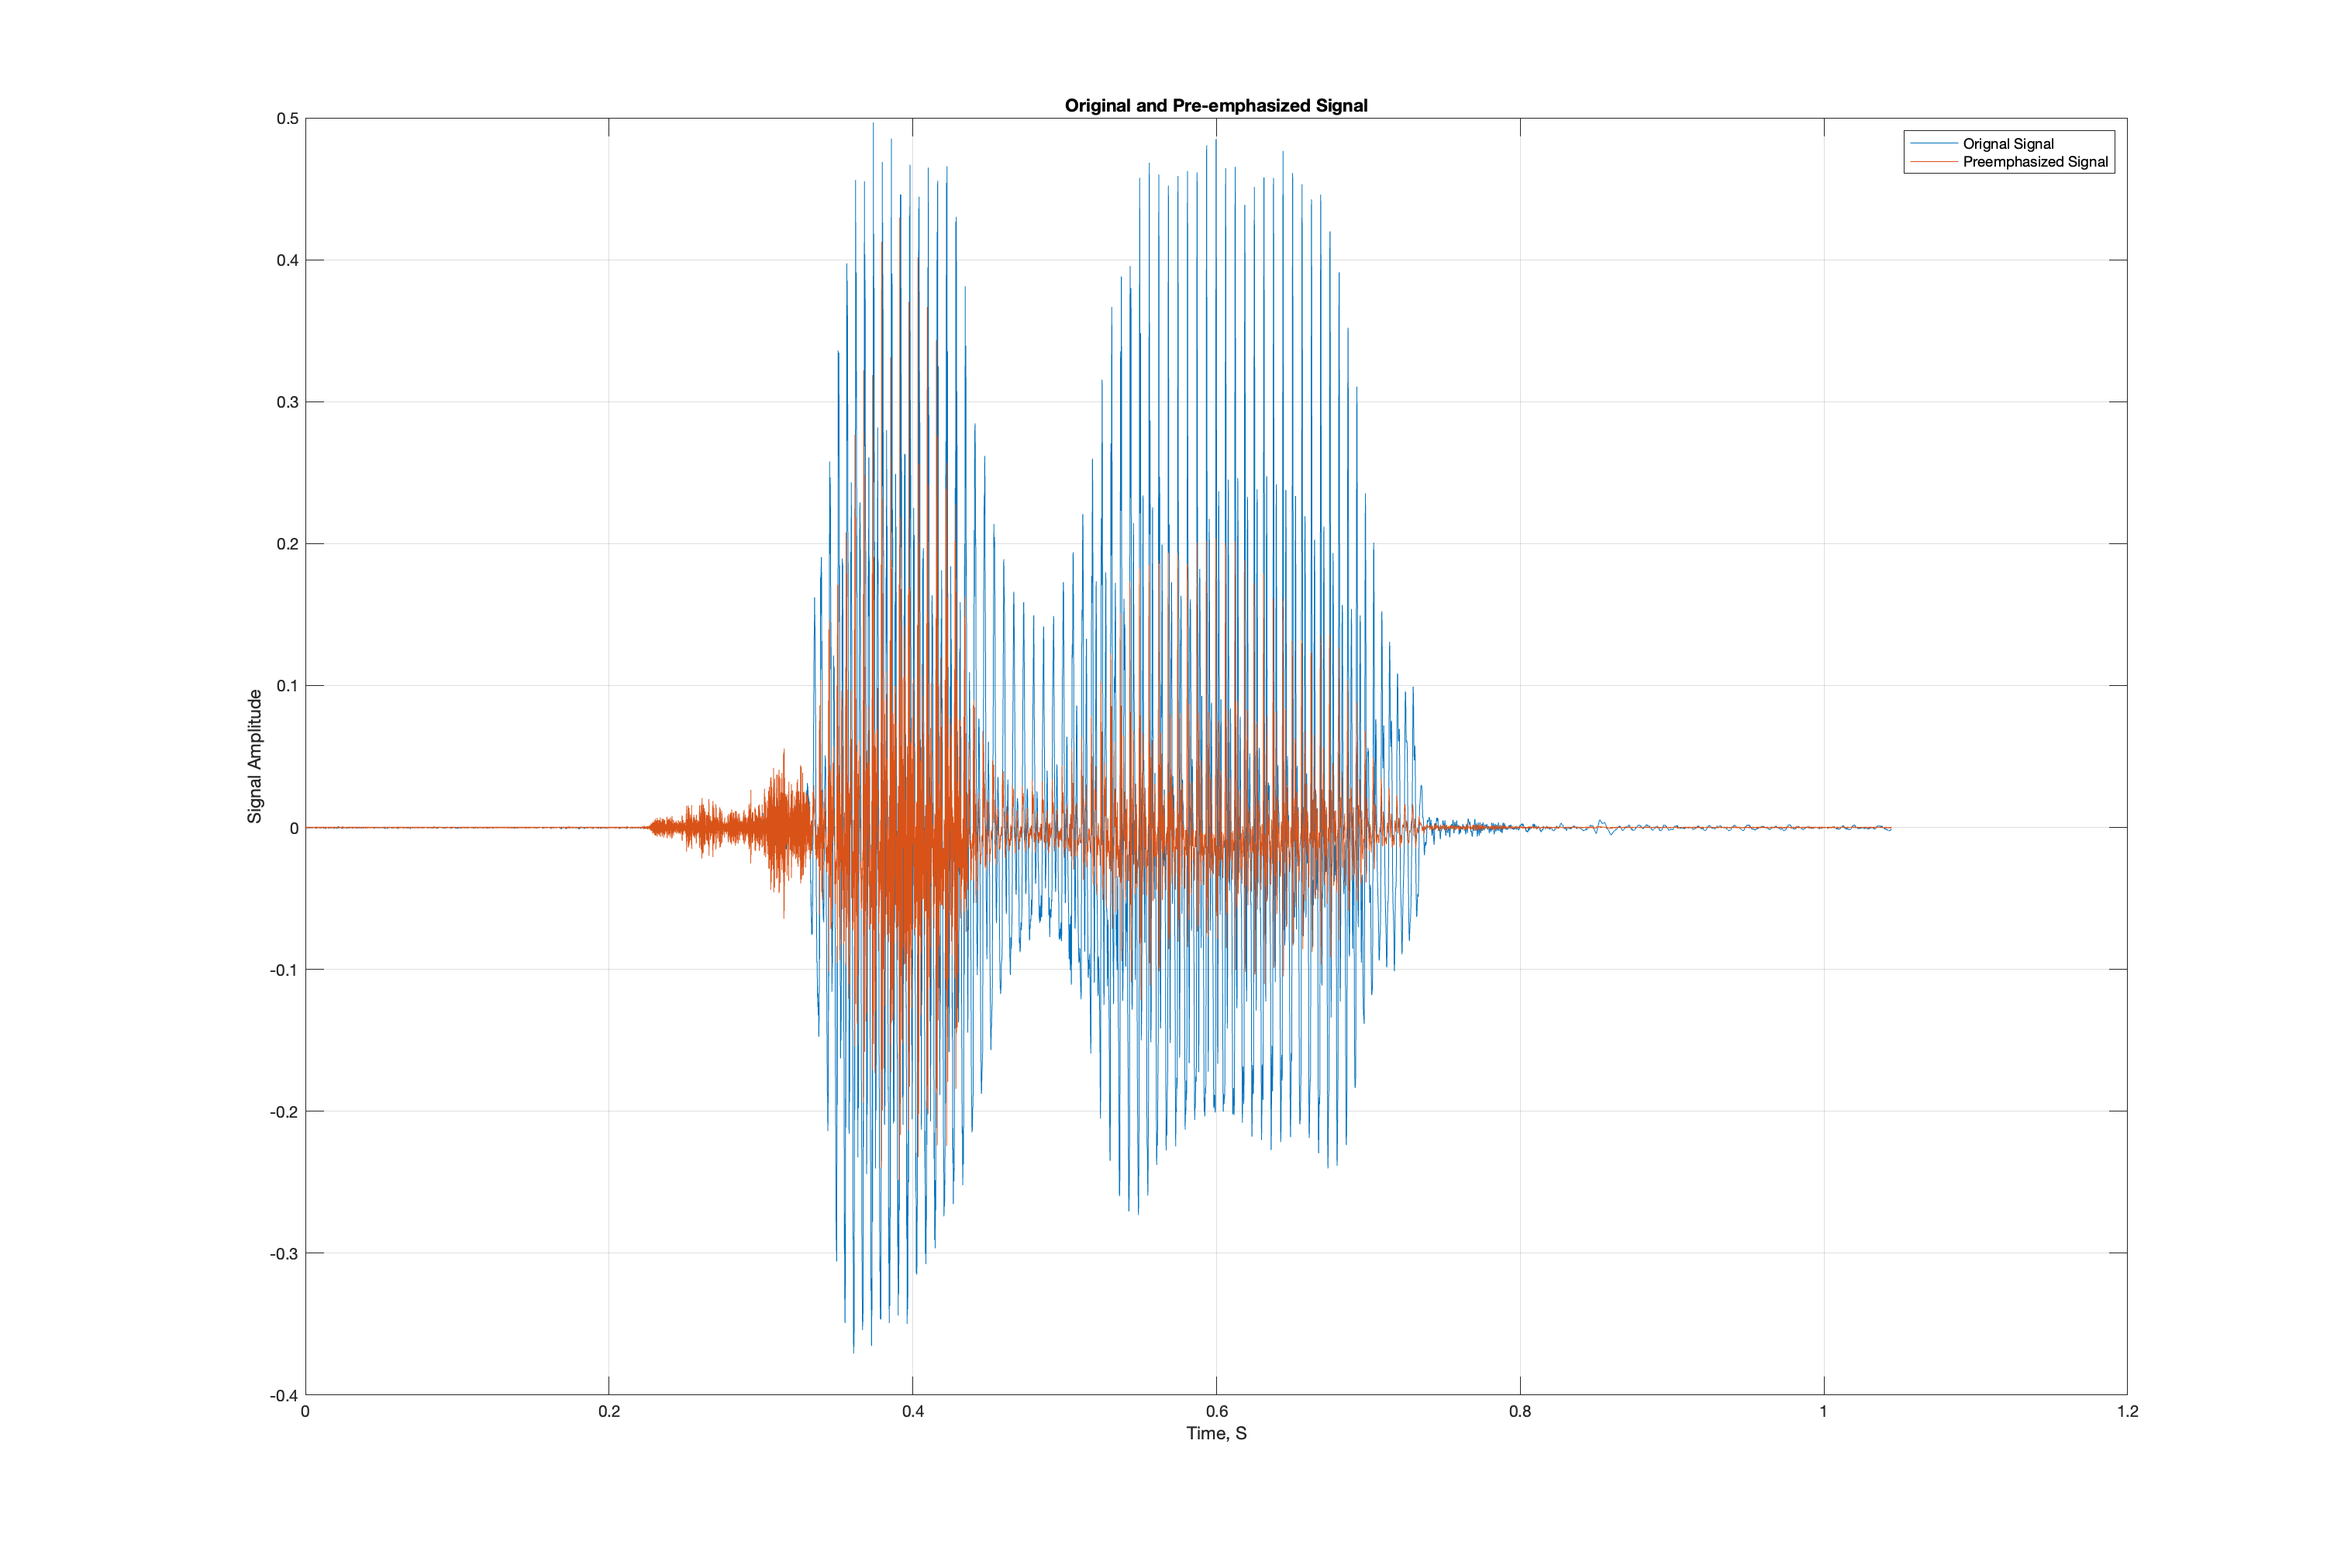 Original and Pre-emphasized Signal
Orignal Signal
Preemphasized Signal
Signal Amplitude
0.5
0.4
0.3
0.2
0.1
0
-0.1
-0.2
-0.3
-0.4
0 0.2 0.4 0.6 0.8 1 1.2
Time, S